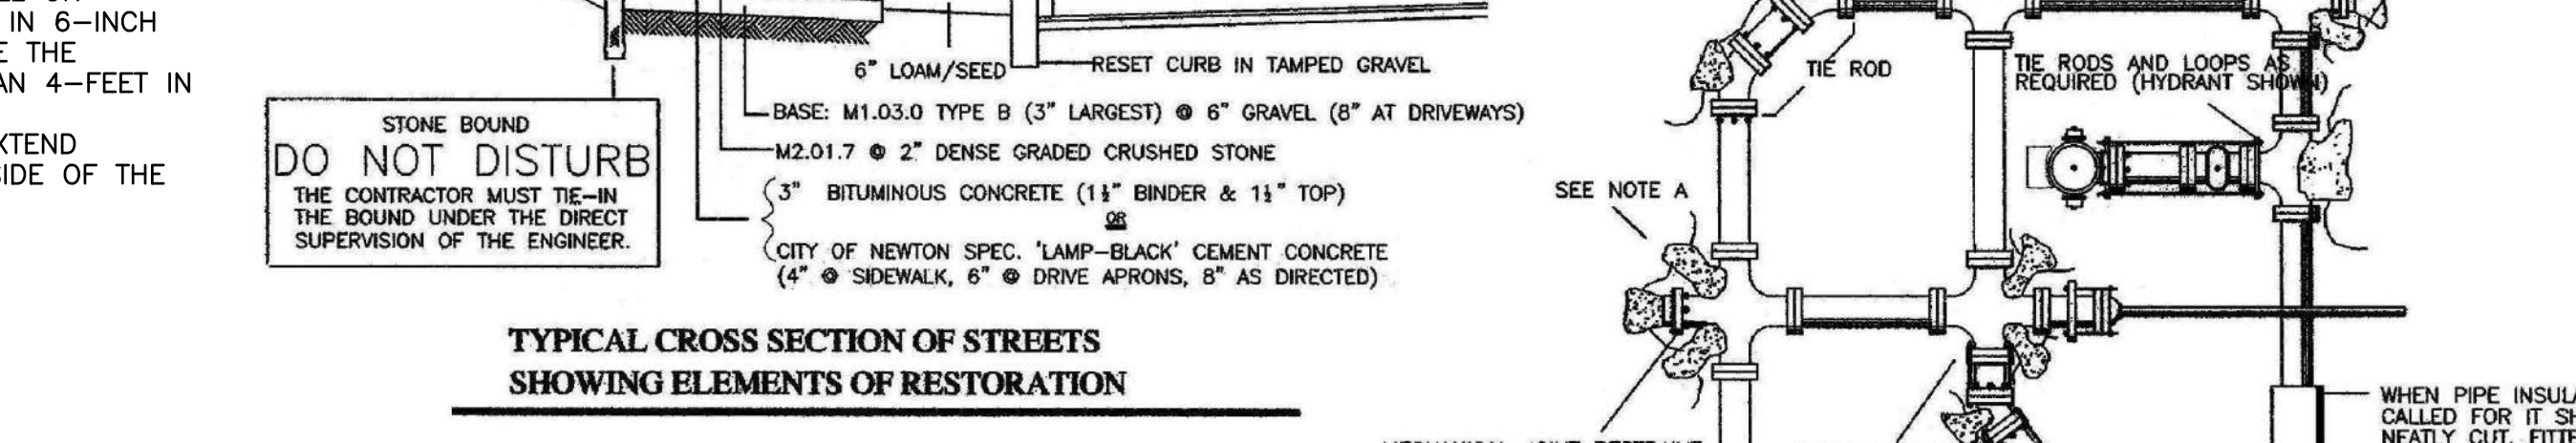 IN 6-INCH
THE
4-FEET IN
SIDE OF THE
6" LOAM/SEED
RESET CURB IN TAMPED GRAVEL
BASE: M1.03.0 TYPE B (3" LARGEST) @ 6" GRAVEL (8" AT DRIVEWAYS)
M2.01.7 @ 2" DENSE GRADED CRUSHED STONE
3" BITUMINOUS CONCRETE (1½" BINDER & 1½" TOP)
OR
CITY OF NEWTON SPEC. 'LAMP-BLACK' CEMENT CONCRETE
(4" @ SIDEWALK, 6" @ DRIVE APRONS, 8" AS DIRECTED)
STONE BOUND
DO NOT DISTURB
THE CONTRACTOR MUST TIE-IN
THE BOUND UNDER THE DIRECT
SUPERVISION OF THE ENGINEER.
TYPICAL CROSS SECTION OF STREETS
SHOWING ELEMENTS OF RESTORATION
TIE ROD
TIE RODS AND LOOPS AS
REQUIRED (HYDRANT SHOWN)
SEE NOTE A
WHEN PIPE
CALLED FOR IT
NEATLY CUT,